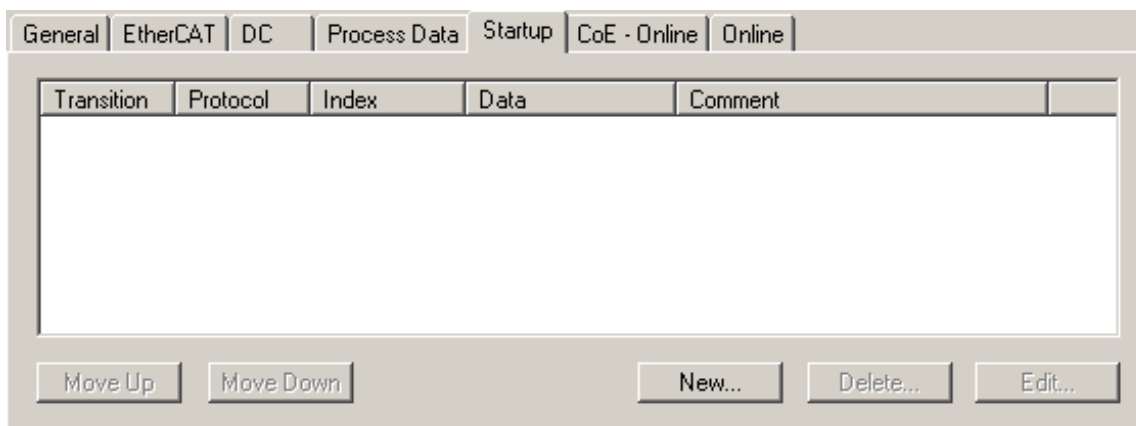 General EtherCAT DC Process Data Startup CoE - Online Online
Transition Protocol Index Data Comment
Move Up Move Down New... Delete... Edit...